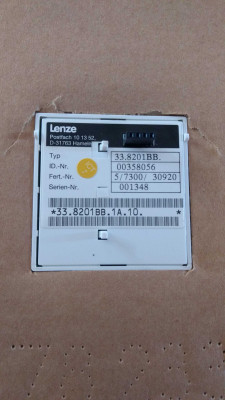 Lenze
Postfach 10 13 52,
D-31763 Hameln
Typ 33.8201BB.
ID.-Nr. 00358056
Fert.-Nr. 5/7300/ 30920
Serien-Nr. 001348
*33.8201BB.1A.10. *